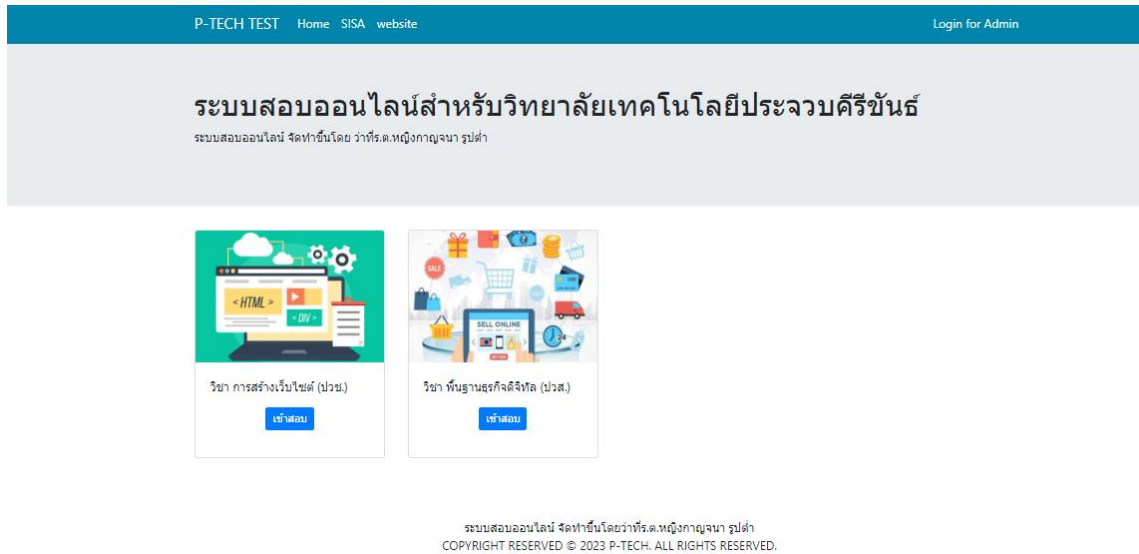 P-TECH TEST Home SISA website Login for Admin
ระบบสอบออนไลน์สำหรับวิทยาลัยเทคโนโลยีประจวบคีรีขันธ์
ระบบสอบออนไลน์ จัดทำขึ้นโดย ว่าที่ร.ต.หญิงกาญจนา รูปต่ำ
< HTML >
< DIV >
SALE
SALE
SELL ONLINE
24
วิชา การสร้างเว็บไซต์ (ปวช.)
เข้าสอบ
วิชา พื้นฐานธุรกิจดิจิทัล (ปวส.)
เข้าสอบ
ระบบสอบออนไลน์ จัดทำขึ้นโดยว่าที่ร.ต.หญิงกาญจนา รูปต่ำ
COPYRIGHT RESERVED © 2023 P-TECH. ALL RIGHTS RESERVED.